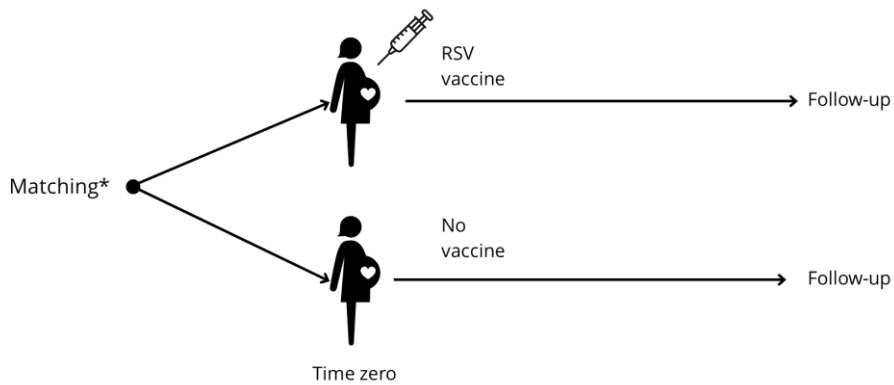 RSV
vaccine
Follow-up
Matching*
No
vaccine
Follow-up
Time zero